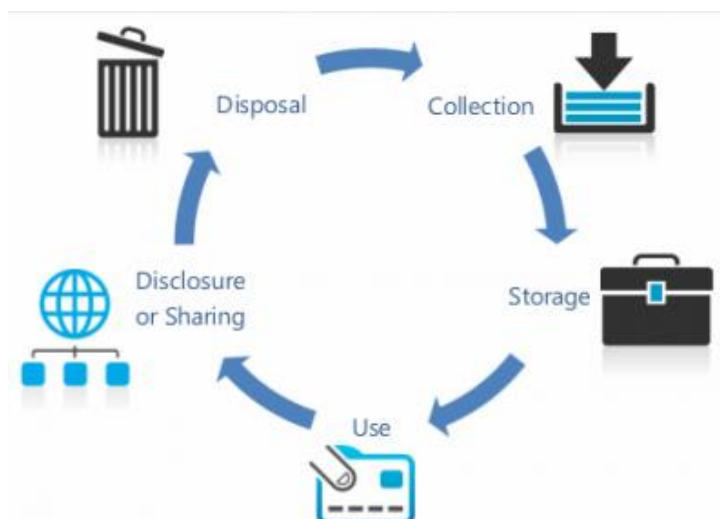 Disposal
Collection
Storage
Use
Disclosure
or Sharing